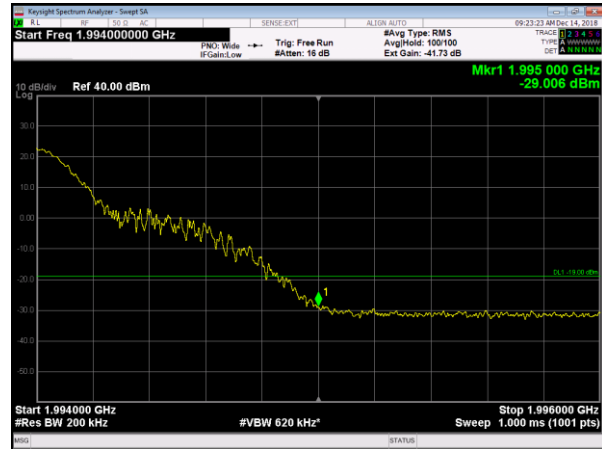 Keysight Spectrum Analyzer - Swept SA
RL RF 50 Ω AC SENSE:EXT ALIGN AUTO 09:23:23 AM Dec 14, 2018
Start Freq 1.994000000 GHz
PNO: Wide
IFGain:Low
Trig: Free Run
#Atten: 16 dB
#Avg Type: RMS
Avg|Hold: 100/100
Ext Gain: -41.73 dB
TRACE 1 2 3 4 5 6
TYPE A WWWWW
DET A N N N N N
Mkr1 1.995 000 GHz
-29.006 dBm
10 dB/div Ref 40.00 dBm
Log
30.0
20.0
10.0
0.00
-10.0
DL1 -19.00 dBm
-20.0
1
-30.0
-40.0
-50.0
Start 1.994000 GHz Stop 1.996000 GHz
#Res BW 200 kHz #VBW 620 kHz* Sweep 1.000 ms (1001 pts)
MSG STATUS